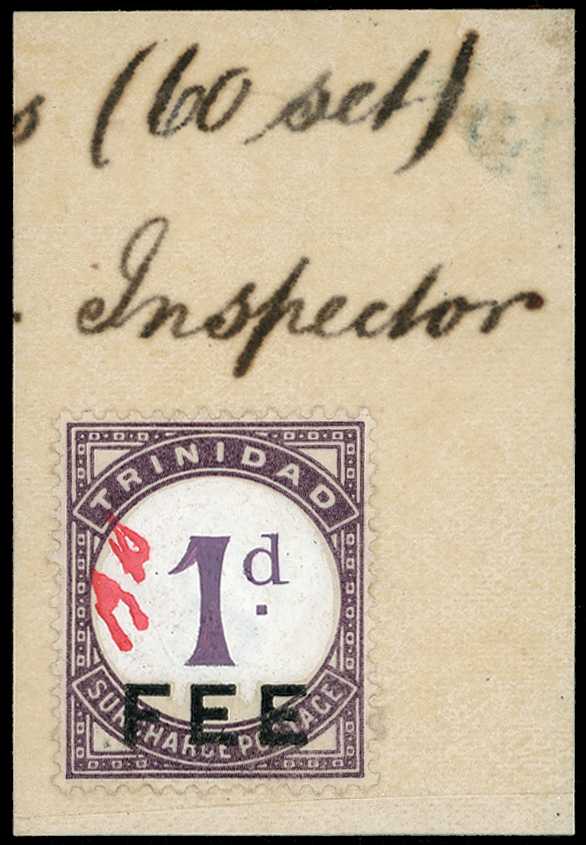 (60 set)
Inspector
TRINIDAD
1d.
FEE
SURCHARGE POSTAGE